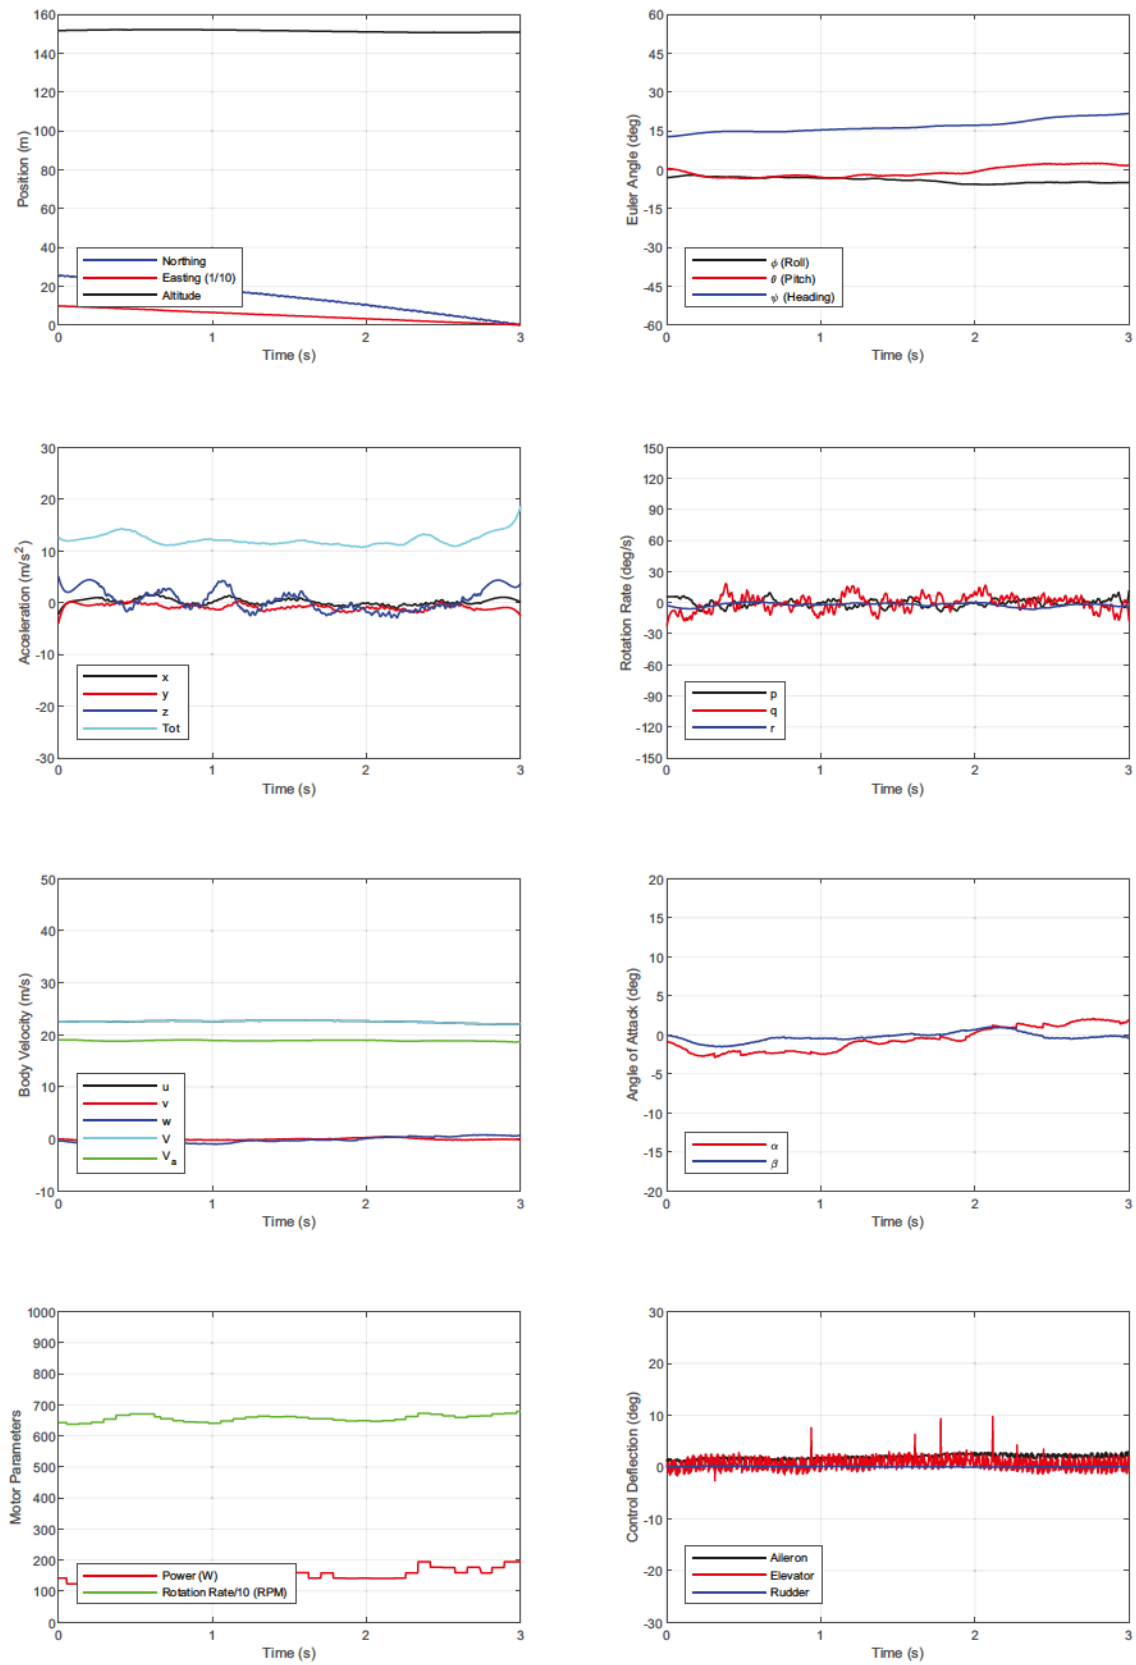 160
140
120
100
80
60
40
20
0
Position (m)
Northing
Easting (1/10)
Altitude
0 1 2 3
Time (s)
60
45
30
15
0
-15
-30
-45
-60
Euler Angle (deg)
ϕ (Roll)
θ (Pitch)
ψ (Heading)
0 1 2 3
Time (s)
30
20
10
0
-10
-20
-30
Acceleration (m/s²)
x
y
z
Tot
0 1 2 3
Time (s)
150
120
90
60
30
0
-30
-60
-90
-120
-150
Rotation Rate (deg/s)
p
q
r
0 1 2 3
Time (s)
50
40
30
20
10
0
-10
Body Velocity (m/s)
u
v
w
V
Vₐ
0 1 2 3
Time (s)
20
15
10
5
0
-5
-10
-15
-20
Angle of Attack (deg)
α
β
0 1 2 3
Time (s)
1000
900
800
700
600
500
400
300
200
100
0
Motor Parameters
Power (W)
Rotation Rate/10 (RPM)
0 1 2 3
Time (s)
30
20
10
0
-10
-20
-30
Control Deflection (deg)
Aileron
Elevator
Rudder
0 1 2 3
Time (s)